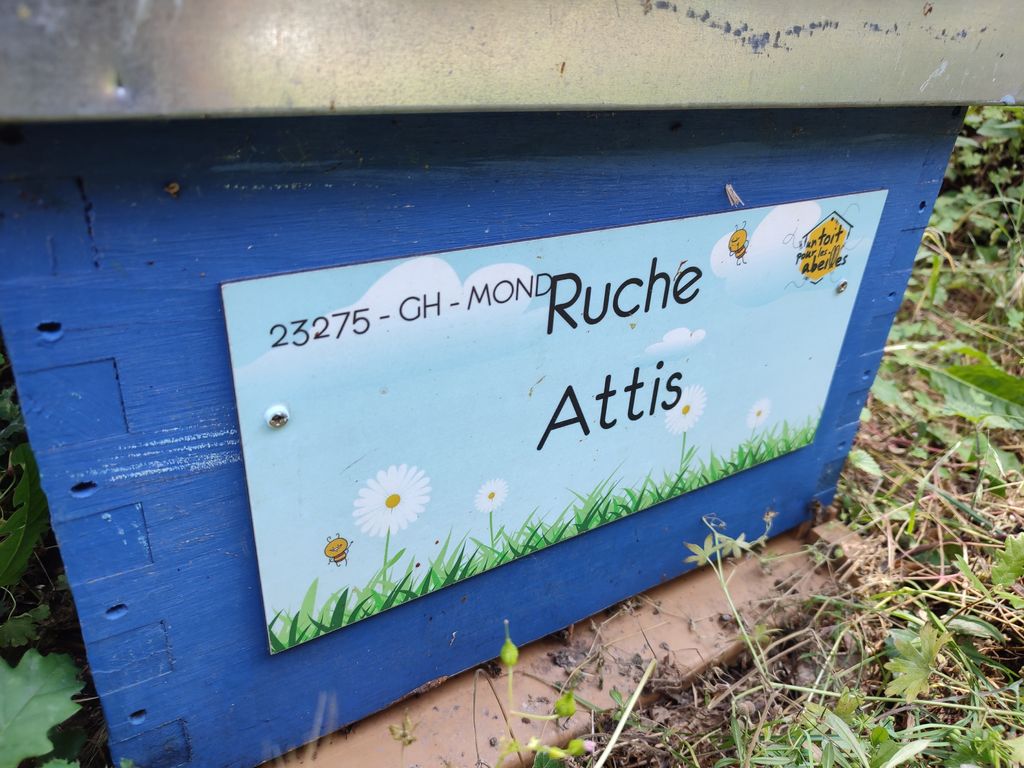 23275 - GH - MOND
Ruche
Attis
un toit
pour les
abeilles